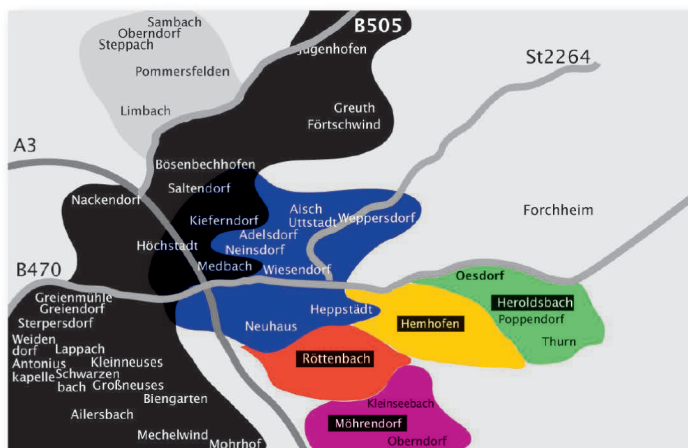 Sambach
Oberndorf
Steppach
B505
Jugenhofen
St2264
Pommersfelden
Limbach
Greuth
Förtschwind
A3
Bösenbechhofen
Saltendorf
Nackendorf
Kieferndorf
Aisch
Uttstadt
Weppersdorf
Forchheim
Adelsdorf
Höchstadt
Neinsdorf
Medbach
Wiesendorf
B470
Oesdorf
Greienmühle
Greiendorf
Heppstädt
Heroldsbach
Sterpersdorf
Neuhaus
Hemhofen
Poppendorf
Weiden
dorf
Lappach
Thurn
Antonius
kapelle
Kleinneuses
Röttenbach
Schwarzen
bach
Großneuses
Biengarten
Kleinseebach
Ailersbach
Möhrendorf
Mechelwind
Mohrhof
Oberndorf